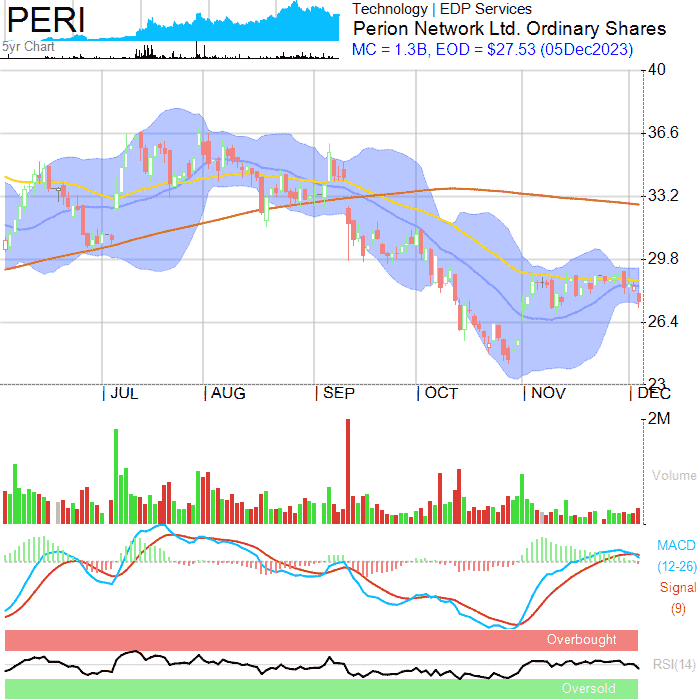 PERI
5yr Chart
Technology | EDP Services
Perion Network Ltd. Ordinary Shares
MC = 1.3B, EOD = $27.53 (05Dec2023)
40
36.6
33.2
29.8
26.4
23
JUL AUG SEP OCT NOV DEC
2M
Volume
MACD
(12-26)
Signal
(9)
Overbought
RSI(14)
Oversold